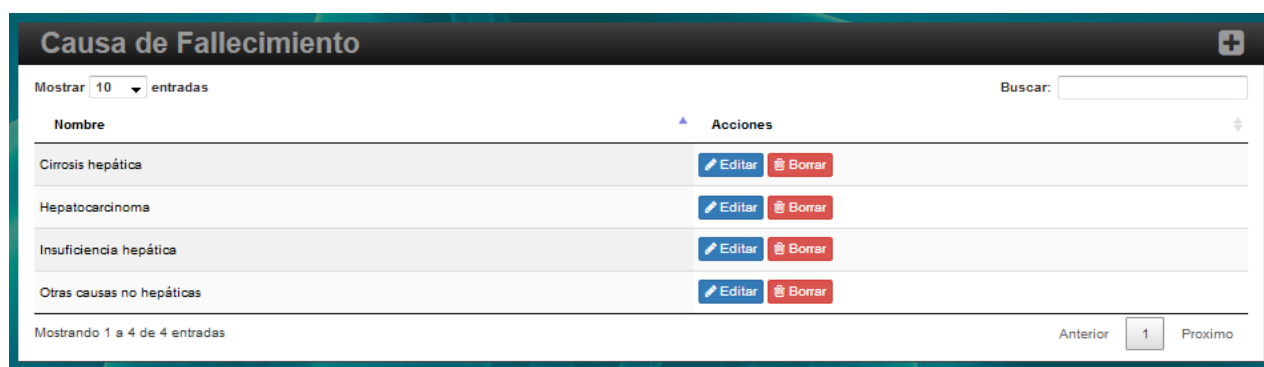 Causa de Fallecimiento
Mostrar 10 entradas Buscar:
Nombre Acciones
Cirrosis hepática Editar Borrar
Hepatocarcinoma Editar Borrar
Insuficiencia hepática Editar Borrar
Otras causas no hepáticas Editar Borrar
Mostrando 1 a 4 de 4 entradas Anterior 1 Proximo